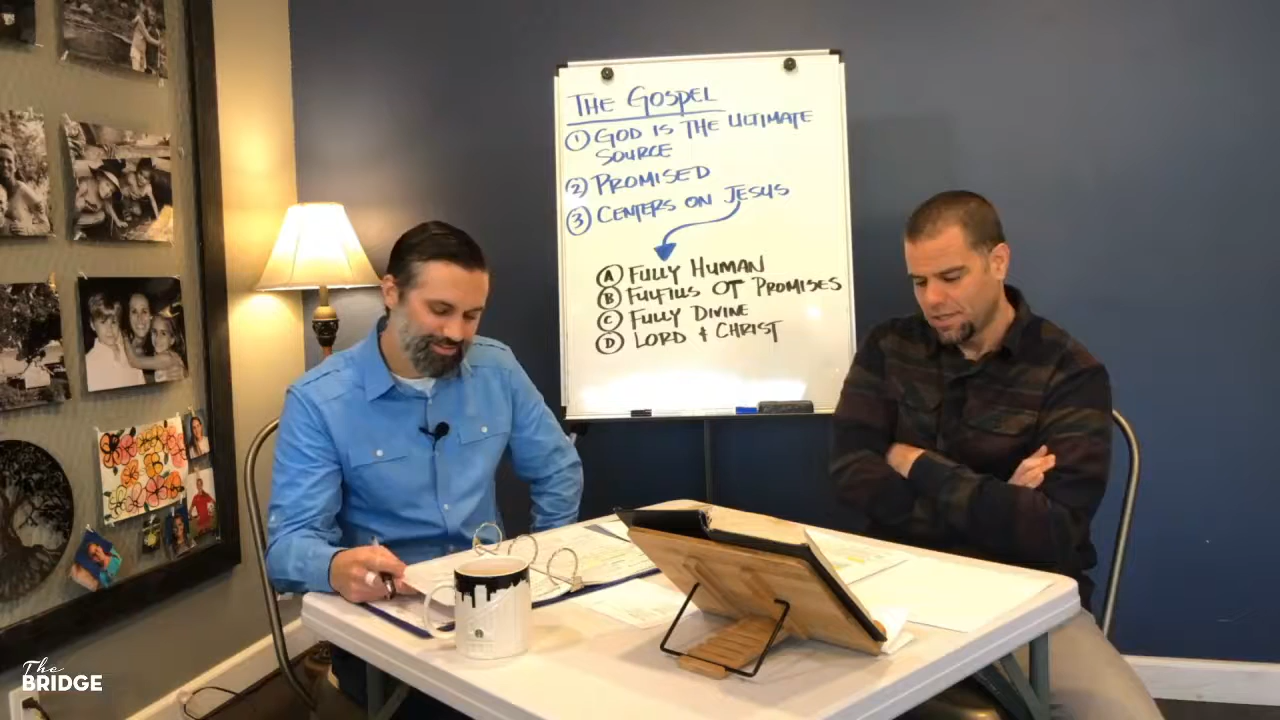 THE GOSPEL
① GOD IS THE ULTIMATE
SOURCE
② PROMISED
③ CENTERS ON JESUS
Ⓐ FULLY HUMAN
Ⓑ FULFILLS OT PROMISES
Ⓒ FULLY DIVINE
Ⓓ LORD + CHRIST
The
BRIDGE